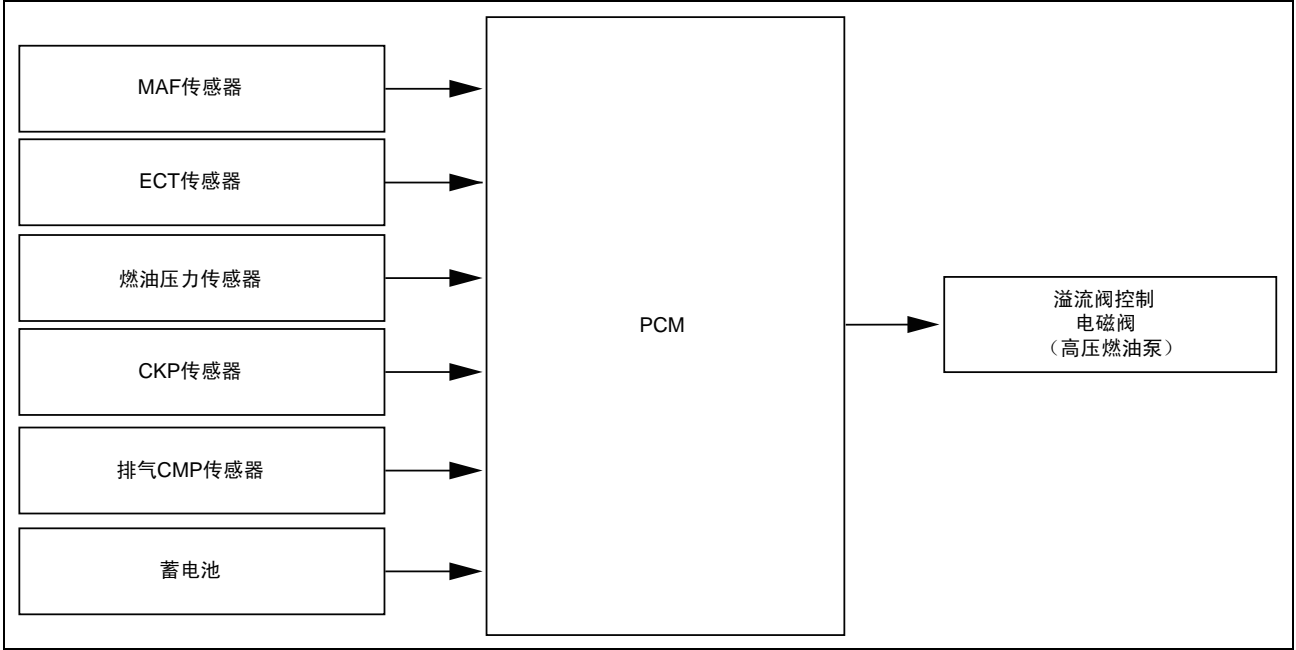 MAF传感器
ECT传感器
燃油压力传感器
CKP传感器
排气CMP传感器
蓄电池
PCM
溢流阀控制
电磁阀
（高压燃油泵）